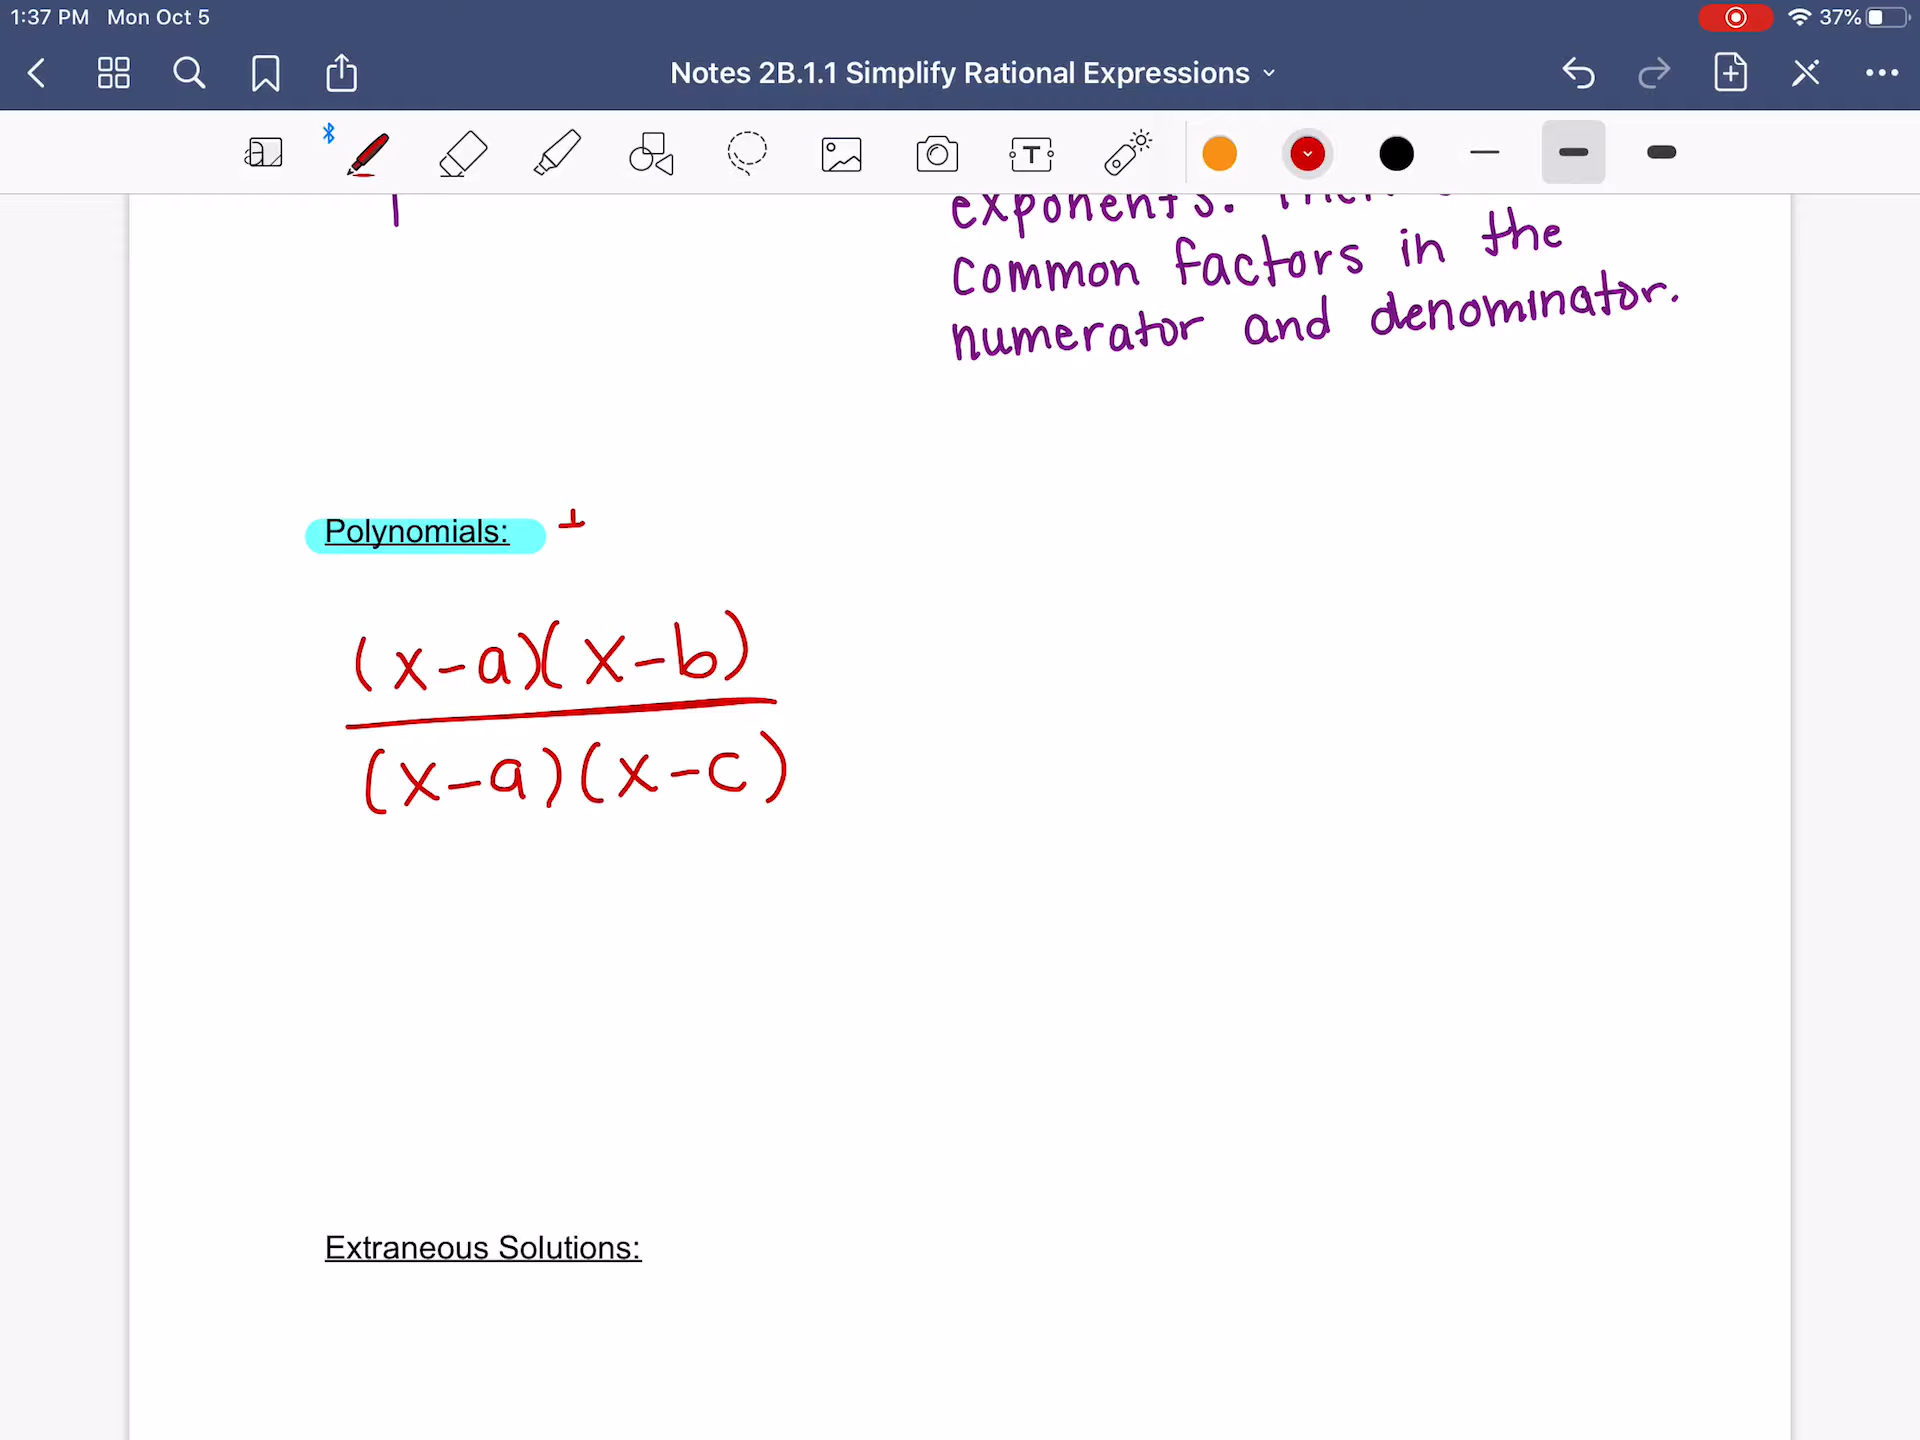 1:37 PM Mon Oct 5
37%
Notes 2B.1.1 Simplify Rational Expressions
exponents.
common factors in the
numerator and denominator.
Polynomials:
(x-a)(x-b)
(x-a)(x-c)
Extraneous Solutions: